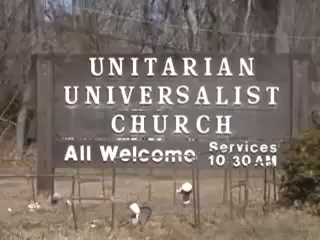 UNITARIAN
UNIVERSALIST
CHURCH
All Welcome Services
10:30 AM